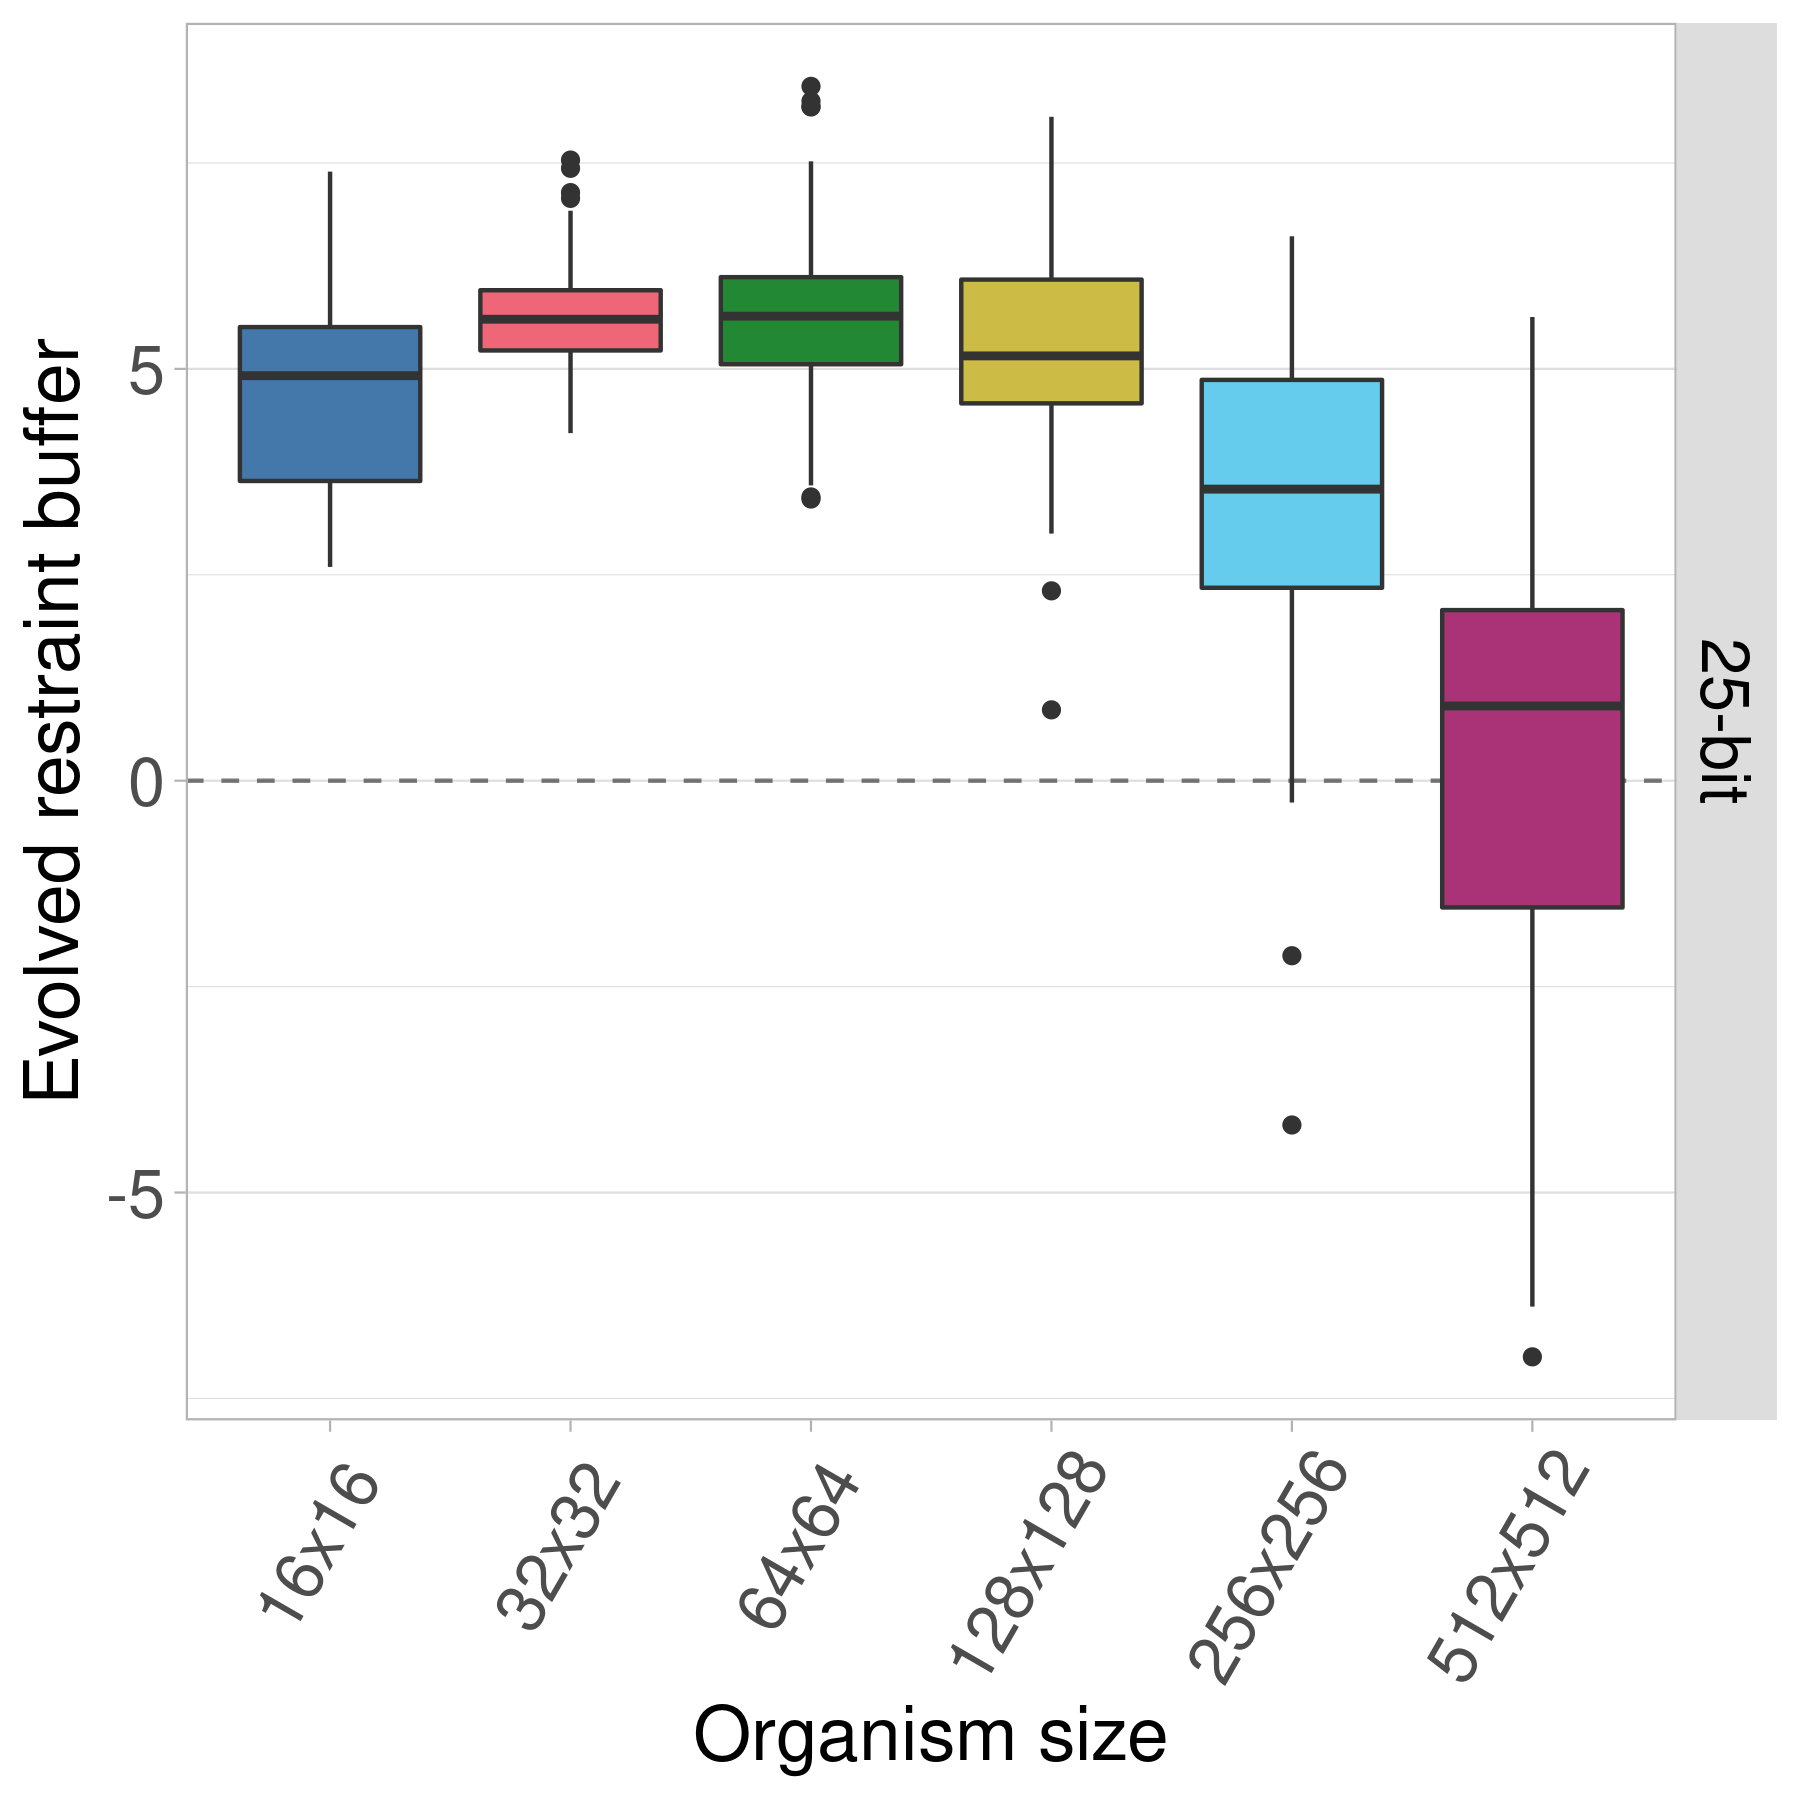 Evolved restraint buffer
5
0
-5
25-bit
16x16
32x32
64x64
128x128
256x256
512x512
Organism size